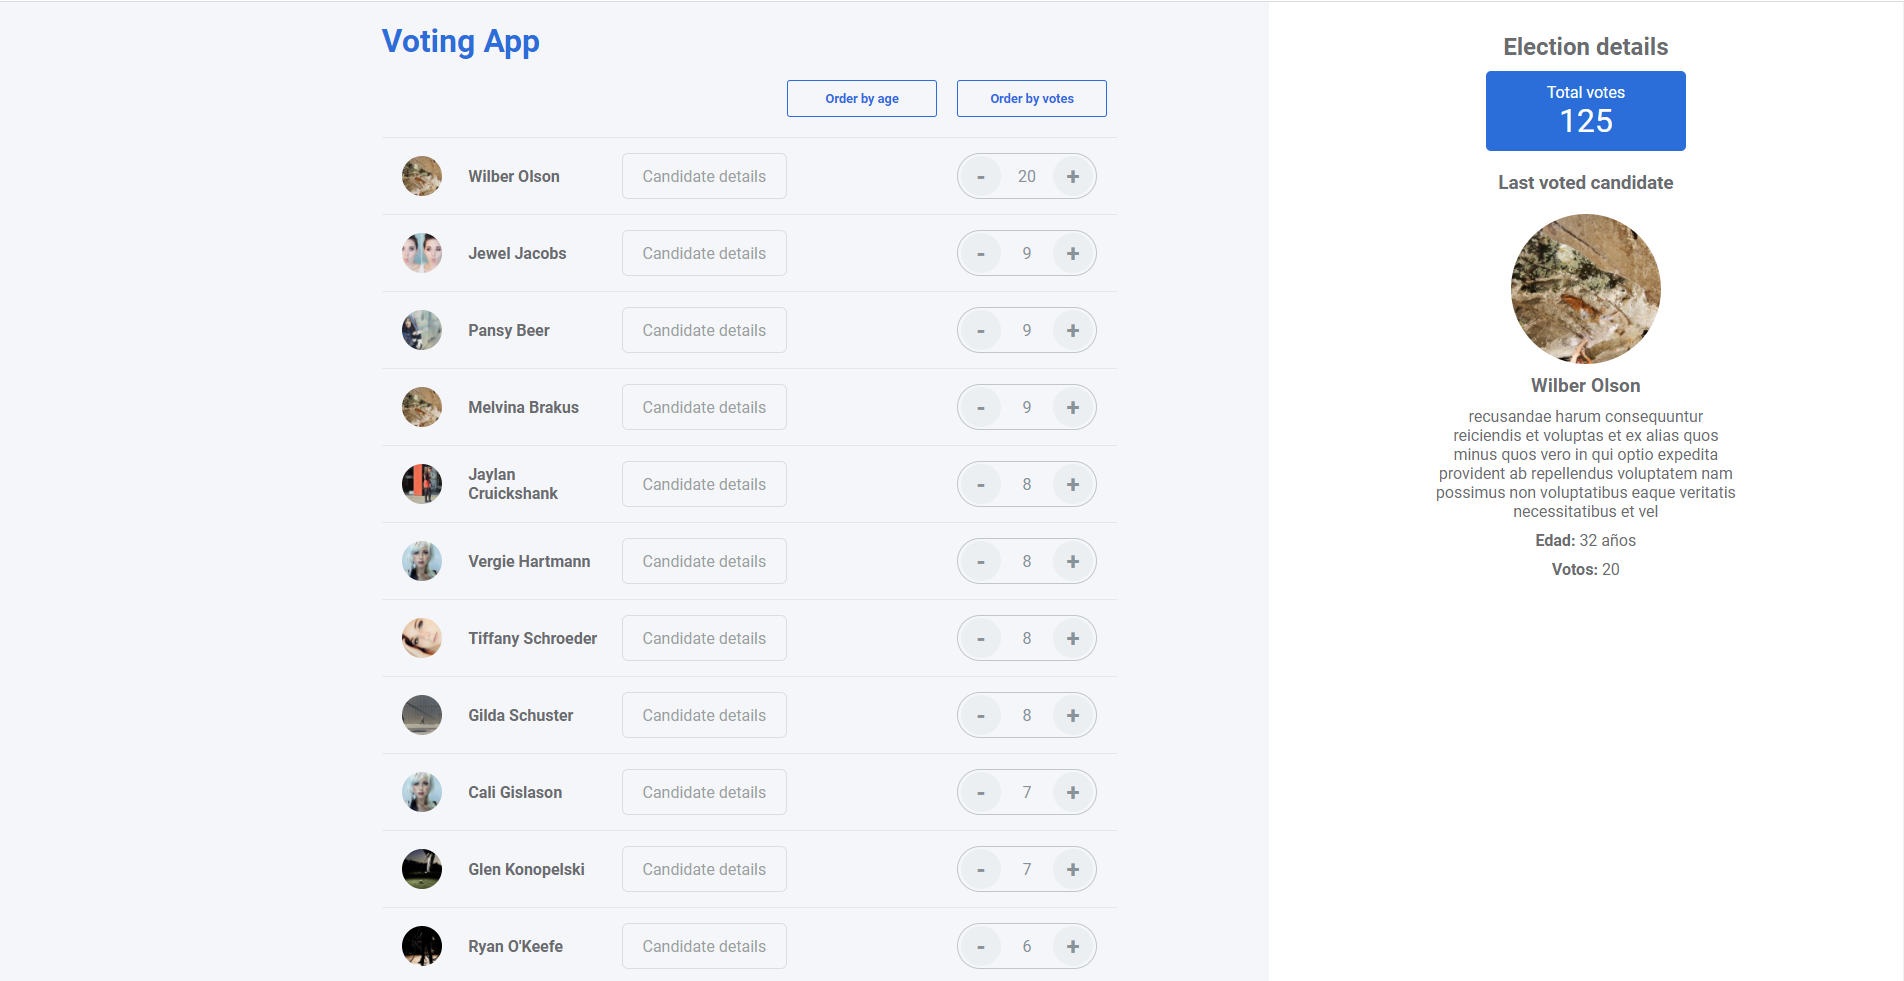 Voting App
Order by age
Order by votes
Wilber Olson
Candidate details
-
20
+
Jewel Jacobs
Candidate details
-
9
+
Pansy Beer
Candidate details
-
9
+
Melvina Brakus
Candidate details
-
9
+
Jaylan
Cruickshank
Candidate details
-
8
+
Vergie Hartmann
Candidate details
-
8
+
Tiffany Schroeder
Candidate details
-
8
+
Gilda Schuster
Candidate details
-
8
+
Cali Gislason
Candidate details
-
7
+
Glen Konopelski
Candidate details
-
7
+
Ryan O'Keefe
Candidate details
-
6
+
Election details
Total votes
125
Last voted candidate
Wilber Olson
recusandae harum consequuntur
reiciendis et voluptas et ex alias quos
minus quos vero in qui optio expedita
provident ab repellendus voluptatem nam
possimus non voluptatibus eaque veritatis
necessitatibus et vel
Edad: 32 años
Votos: 20